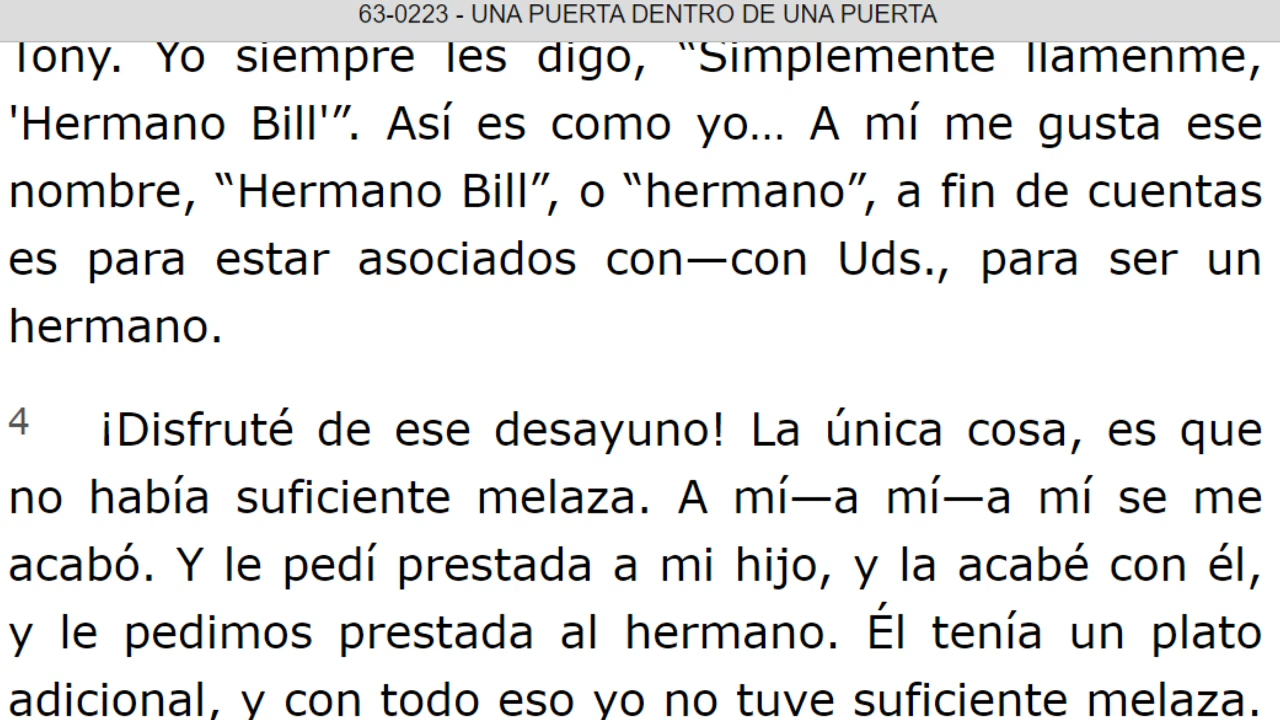 63-0223 - UNA PUERTA DENTRO DE UNA PUERTA
Tony. Yo siempre les digo, “Simplemente llámenme,
'Hermano Bill'”. Así es como yo... A mí me gusta ese
nombre, “Hermano Bill”, o “hermano”, a fin de cuentas
es para estar asociados con—con Uds., para ser un
hermano.
4 ¡Disfruté de ese desayuno! La única cosa, es que
no había suficiente melaza. A mí—a mí—a mí se me
acabó. Y le pedí prestada a mi hijo, y la acabé con él,
y le pedimos prestada al hermano. Él tenía un plato
adicional, y con todo eso yo no tuve suficiente melaza.